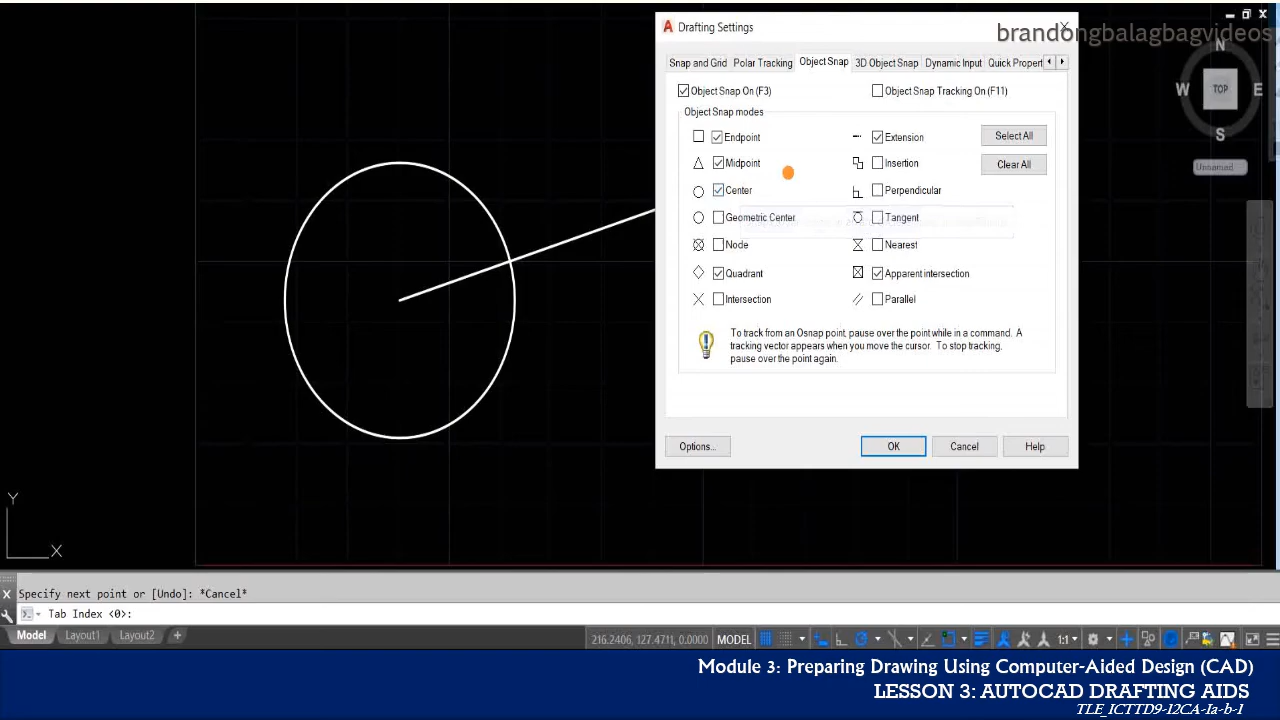 brandongbalagbagvideos
Drafting Settings
Snap and Grid Polar Tracking Object Snap 3D Object Snap Dynamic Input Quick Propert
Object Snap On (F3) Object Snap Tracking On (F11)
Object Snap modes
Endpoint Extension Select All
Midpoint Insertion Clear All
Center Perpendicular
Geometric Center Tangent
Node Nearest
Quadrant Apparent intersection
Intersection Parallel
To track from an Osnap point, pause over the point while in a command. A
tracking vector appears when you move the cursor. To stop tracking,
pause over the point again.
Options... OK Cancel Help
N
W TOP E
S
Unnamed
Y
X
Specify next point or [Undo]: *Cancel*
Tab Index <0>:
Model Layout1 Layout2 + 216.2406, 127.4711, 0.0000 MODEL 1:1
Module 3: Preparing Drawing Using Computer-Aided Design (CAD)
LESSON 3: AUTOCAD DRAFTING AIDS
TLE_ICTTD9-12CA-Ia-b-1